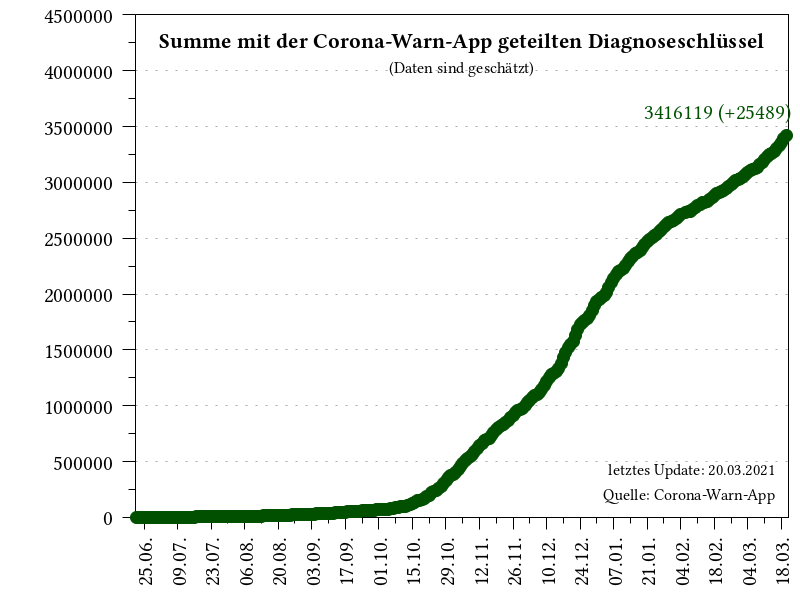 Summe mit der Corona-Warn-App geteilten Diagnoseschlüssel
(Daten sind geschätzt)
3416119 (+25489)
4500000
4000000
3500000
3000000
2500000
2000000
1500000
1000000
500000
0
letztes Update: 20.03.2021
Quelle: Corona-Warn-App
25.06. 09.07. 23.07. 06.08. 20.08. 03.09. 17.09. 01.10. 15.10. 29.10. 12.11. 26.11. 10.12. 24.12. 07.01. 21.01. 04.02. 18.02. 04.03. 18.03.